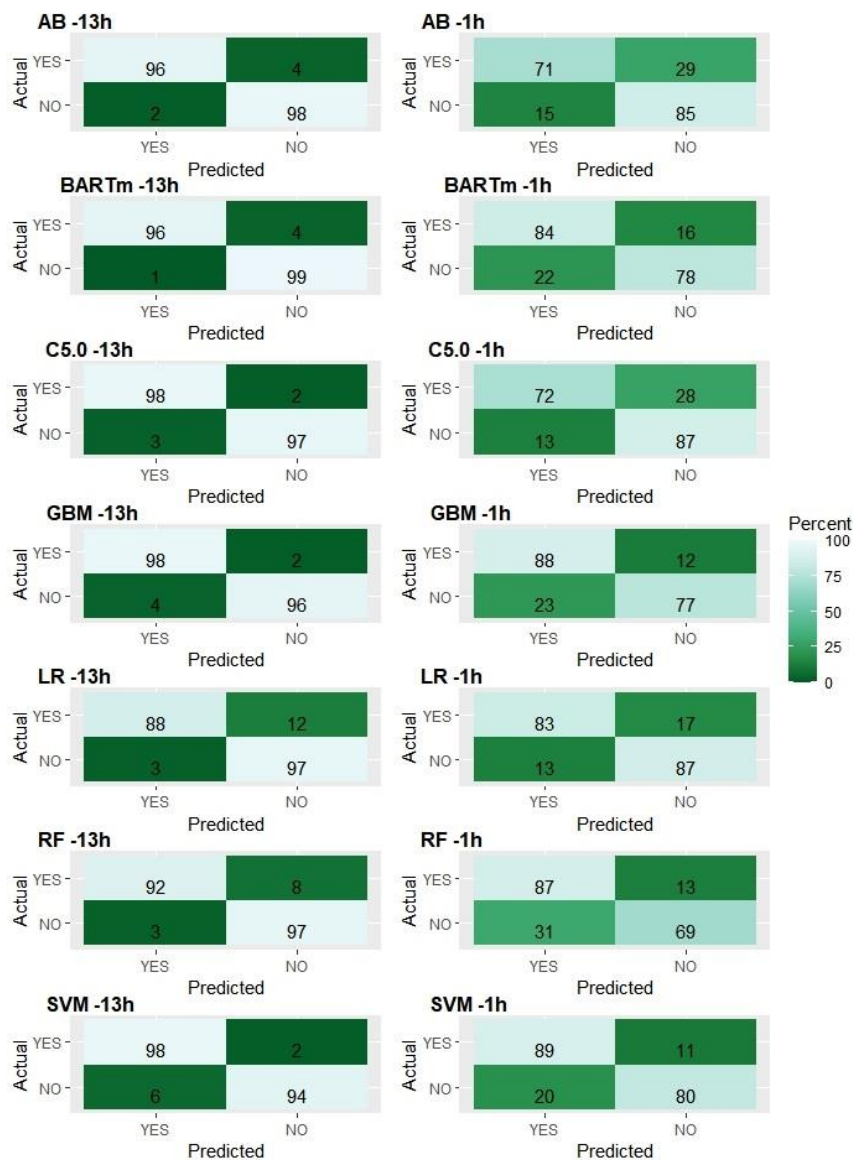 AB -13h
AB -1h
Actual
YES
96
4
NO
2
98
YES
NO
Predicted
Actual
YES
71
29
NO
15
85
YES
NO
Predicted
BARTm -13h
BARTm -1h
Actual
YES
96
4
NO
1
99
YES
NO
Predicted
Actual
YES
84
16
NO
22
78
YES
NO
Predicted
C5.0 -13h
C5.0 -1h
Actual
YES
98
2
NO
3
97
YES
NO
Predicted
Actual
YES
72
28
NO
13
87
YES
NO
Predicted
GBM -13h
GBM -1h
Actual
YES
98
2
NO
4
96
YES
NO
Predicted
Actual
YES
88
12
NO
23
77
YES
NO
Predicted
Percent
100
75
50
25
0
LR -13h
LR -1h
Actual
YES
88
12
NO
3
97
YES
NO
Predicted
Actual
YES
83
17
NO
13
87
YES
NO
Predicted
RF -13h
RF -1h
Actual
YES
92
8
NO
3
97
YES
NO
Predicted
Actual
YES
87
13
NO
31
69
YES
NO
Predicted
SVM -13h
SVM -1h
Actual
YES
98
2
NO
6
94
YES
NO
Predicted
Actual
YES
89
11
NO
20
80
YES
NO
Predicted